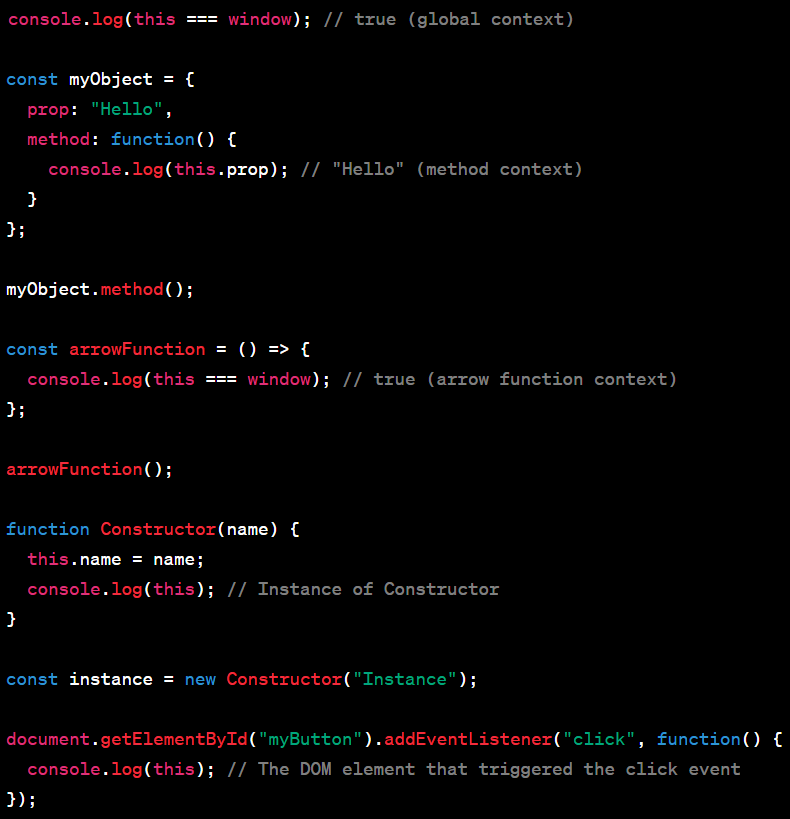 console.log(this === window); // true (global context)

const myObject = {
  prop: "Hello",
  method: function() {
    console.log(this.prop); // "Hello" (method context)
  }
};

myObject.method();

const arrowFunction = () => {
  console.log(this === window); // true (arrow function context)
};

arrowFunction();

function Constructor(name) {
  this.name = name;
  console.log(this); // Instance of Constructor
}

const instance = new Constructor("Instance");

document.getElementById("myButton").addEventListener("click", function() {
  console.log(this); // The DOM element that triggered the click event
});